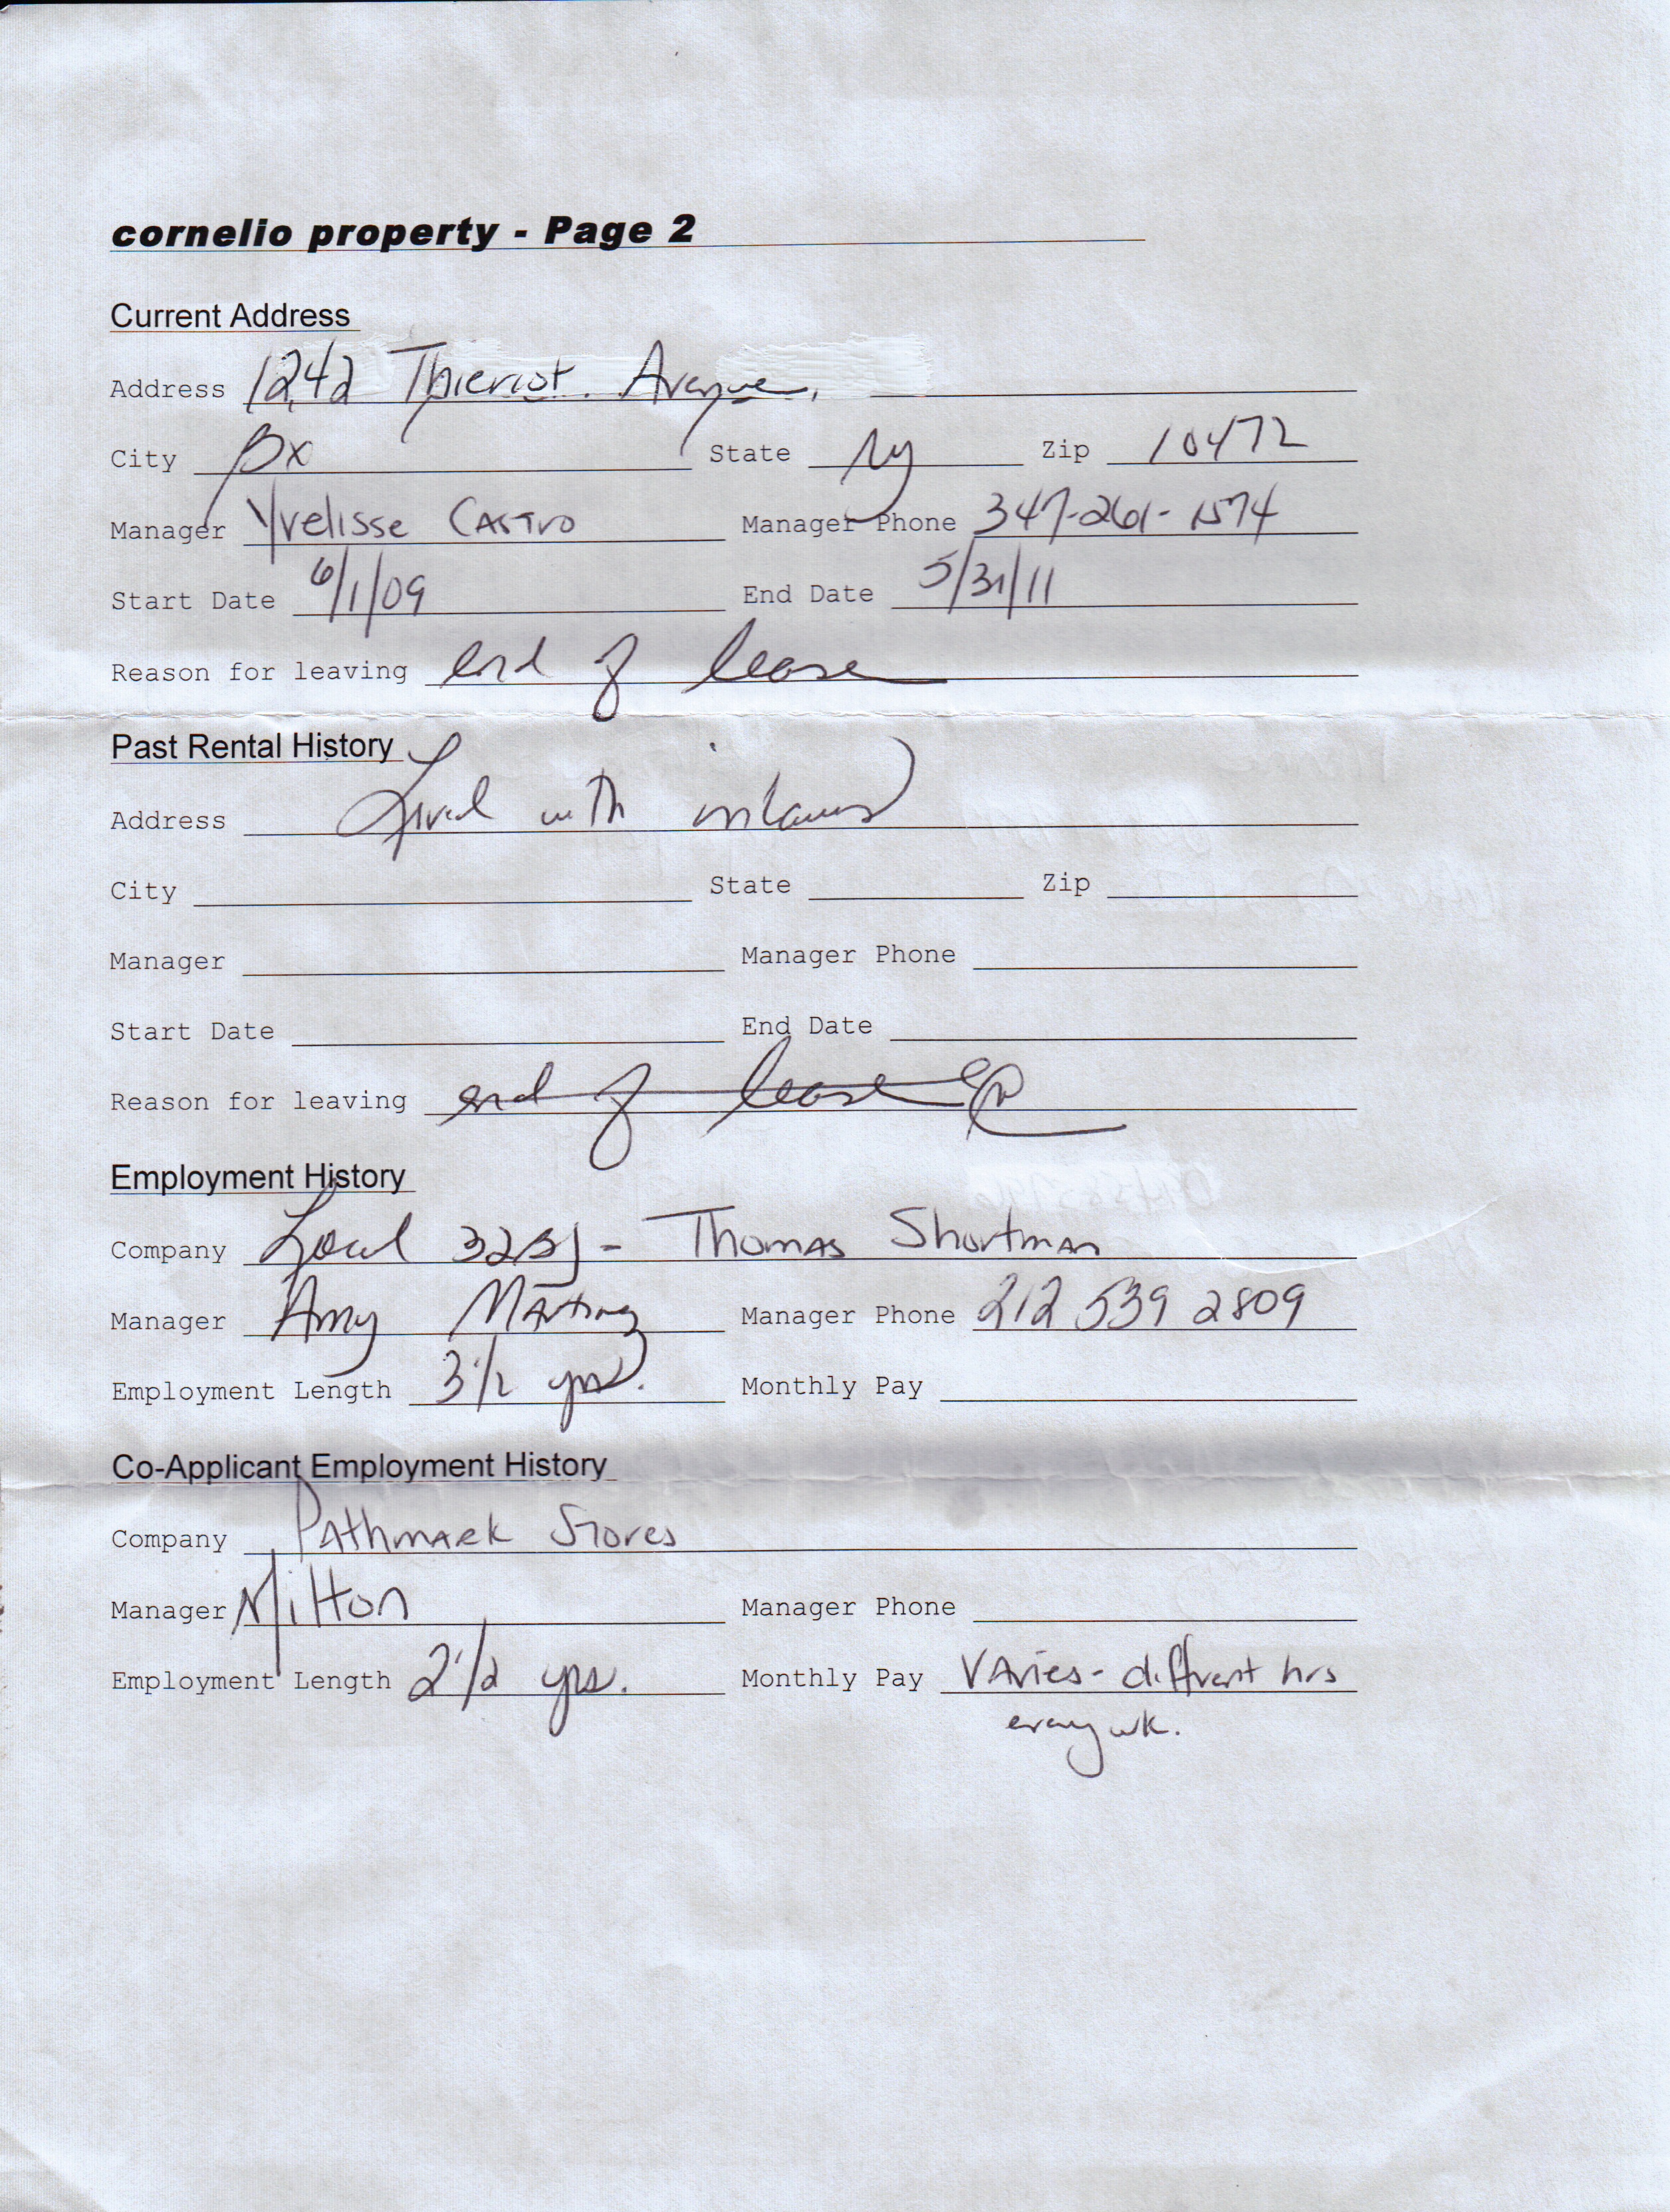 cornelio property - Page 2
Current Address
Address 1242 Thieriot Avenue,
City Bx State Ny Zip 10472
Manager Yvelisse Castro Manager Phone 347-261-1574
Start Date 6/1/09 End Date 5/31/11
Reason for leaving end of lease
Past Rental History
Address Lived with inlaws
City State Zip
Manager Manager Phone
Start Date End Date
Reason for leaving end of lease
Employment History
Company Local 32BJ - Thomas Shortman
Manager Amy Martinez Manager Phone 212 539 2809
Employment Length 3 1/2 yrs. Monthly Pay
Co-Applicant Employment History
Company Pathmark Stores
Manager Milton Manager Phone
Employment Length 2 1/2 yrs. Monthly Pay Varies - diffrent hrs
every wk.